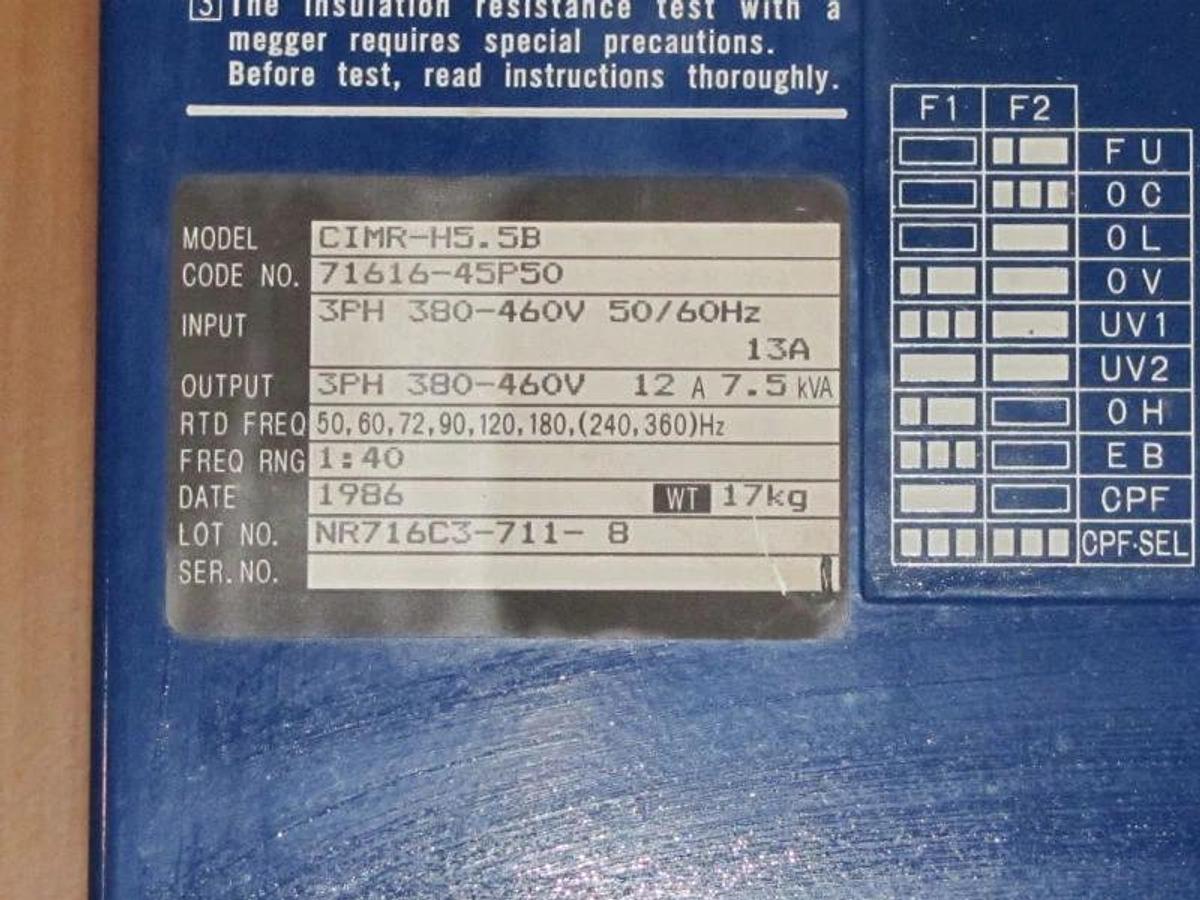 3 The insulation resistance test with a
megger requires special precautions.
Before test, read instructions thoroughly.
MODEL CIMR-H5.5B
CODE NO. 71616-45P50
INPUT 3PH 380-460V 50/60Hz
13A
OUTPUT 3PH 380-460V 12 A 7.5 kVA
RTD FREQ 50,60,72,90,120,180,(240,360)Hz
FREQ RNG 1:40
DATE 1986 WT 17kg
LOT NO. NR716C3-711- 8
SER.NO.
F1 F2
FU
OC
OL
OV
UV1
UV2
OH
EB
CPF
CPF·SEL